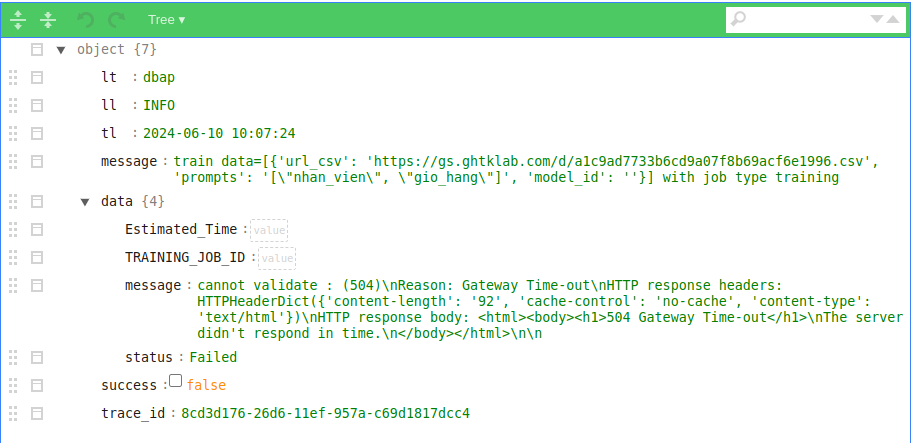 Tree ▾
object {7}
lt : dbap
ll : INFO
tl : 2024-06-10 10:07:24
message : train data=[{'url_csv': 'https://gs.ghtklab.com/d/a1c9ad7733b6cd9a07f8b69acf6e1996.csv',
'prompts': '[\"nhan_vien\", \"gio_hang\"]', 'model_id': ''}] with job type training
data {4}
Estimated_Time : value
TRAINING_JOB_ID : value
message : cannot validate : (504)\nReason: Gateway Time-out\nHTTP response headers:
HTTPHeaderDict({'content-length': '92', 'cache-control': 'no-cache', 'content-type':
'text/html'})\nHTTP response body: <html><body><h1>504 Gateway Time-out</h1>\nThe server
didn't respond in time.\n</body></html>\n\n
status : Failed
success : false
trace_id : 8cd3d176-26d6-11ef-957a-c69d1817dcc4